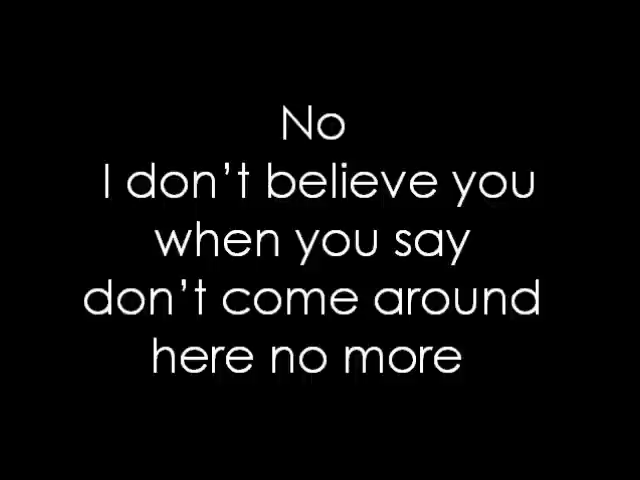 No
I don’t believe you
when you say
don’t come around
here no more